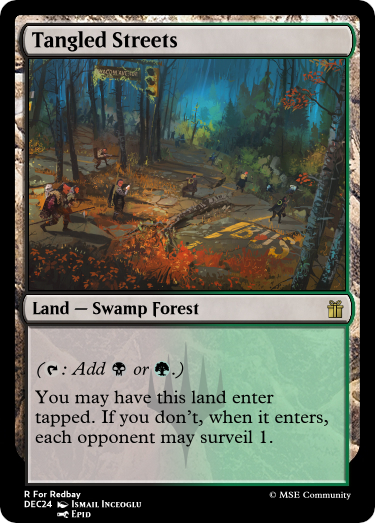 Tangled Streets
Land — Swamp Forest
(T: Add B or G.)
You may have this land enter
tapped. If you don't, when it enters,
each opponent may surveil 1.
R For Redbay
DEC24 Ismail Inceoglu
Epid
© MSE Community